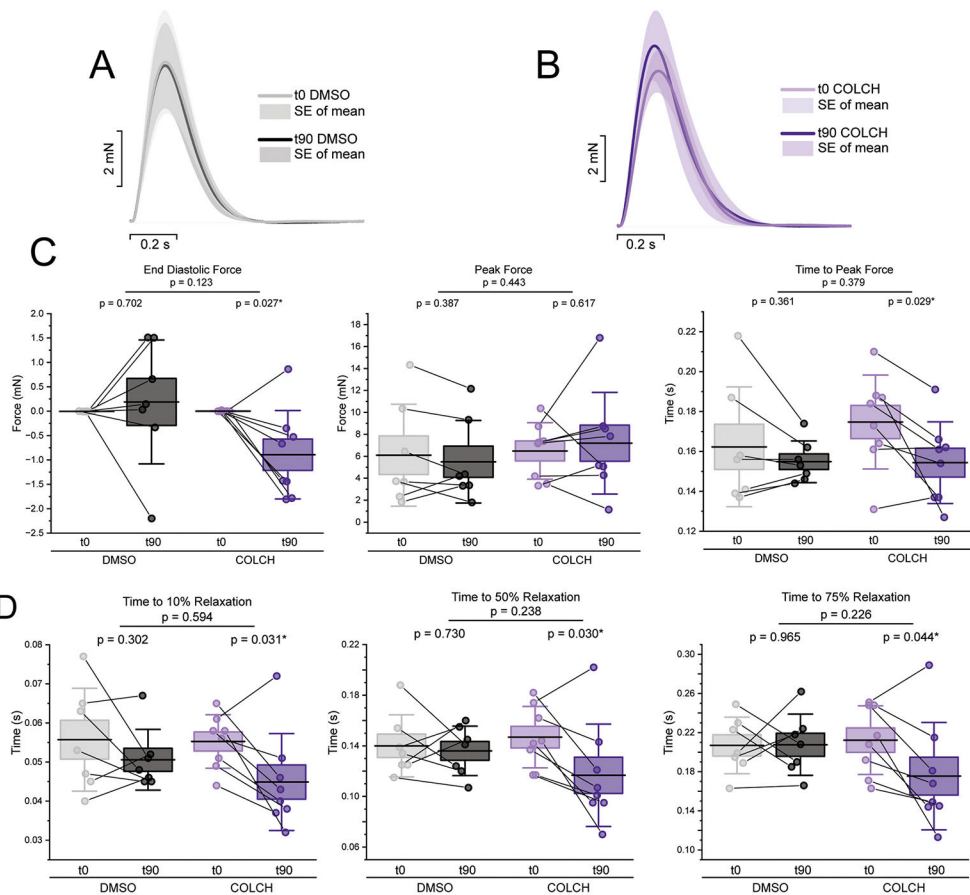 A
t0 DMSO
SE of mean
t90 DMSO
SE of mean
2 mN
0.2 s
B
t0 COLCH
SE of mean
t90 COLCH
SE of mean
2 mN
0.2 s
C
End Diastolic Force
p = 0.123
p = 0.702 p = 0.027*
Force (mN)
2.0
1.5
1.0
0.5
0.0
-0.5
-1.0
-1.5
-2.0
-2.5
t0 t90 t0 t90
DMSO COLCH
Peak Force
p = 0.443
p = 0.387 p = 0.617
Force (mN)
18
16
14
12
10
8
6
4
2
0
t0 t90 t0 t90
DMSO COLCH
Time to Peak Force
p = 0.379
p = 0.361 p = 0.029*
Time (s)
0.22
0.20
0.18
0.16
0.14
0.12
t0 t90 t0 t90
DMSO COLCH
D
Time to 10% Relaxation
p = 0.594
p = 0.302 p = 0.031*
Time (s)
0.08
0.07
0.06
0.05
0.04
0.03
t0 t90 t0 t90
DMSO COLCH
Time to 50% Relaxation
p = 0.238
p = 0.730 p = 0.030*
Time (s)
0.22
0.18
0.14
0.10
0.06
t0 t90 t0 t90
DMSO COLCH
Time to 75% Relaxation
p = 0.226
p = 0.965 p = 0.044*
Time (s)
0.30
0.26
0.22
0.18
0.14
0.10
t0 t90 t0 t90
DMSO COLCH